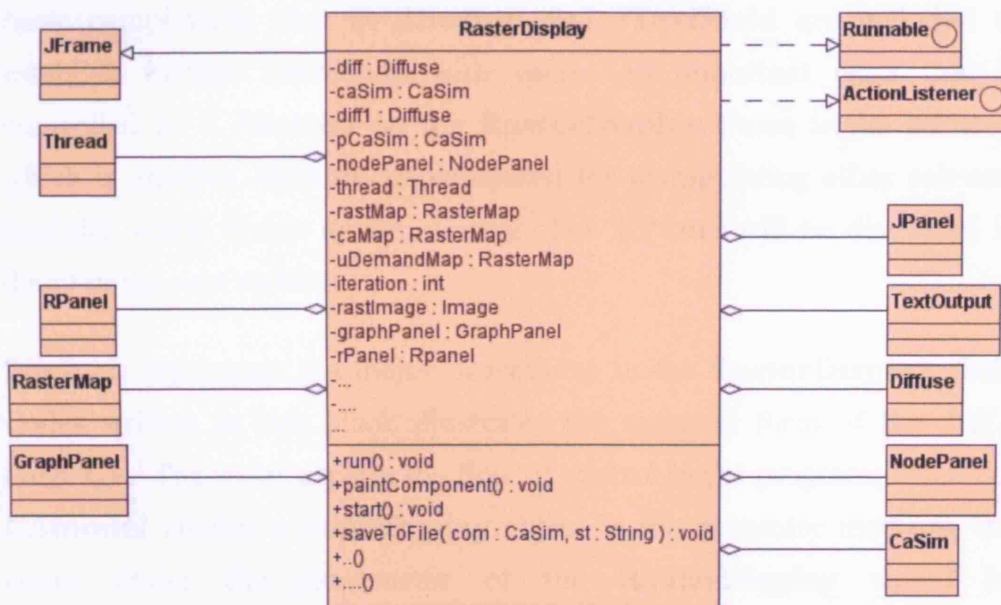 RasterDisplay
JFrame
Runnable
ActionListener
Thread
-diff : Diffuse
-caSim : CaSim
-diff1 : Diffuse
-pCaSim : CaSim
-nodePanel : NodePanel
-thread : Thread
-rastMap : RasterMap
-caMap : RasterMap
-uDemandMap : RasterMap
-iteration : int
-rastImage : Image
-graphPanel : GraphPanel
-rPanel : Rpanel
-...
-....
JPanel
RPanel
TextOutput
RasterMap
Diffuse
GraphPanel
NodePanel
+run() : void
+paintComponent() : void
+start() : void
+saveToFile( com : CaSim, st : String ) : void
+..()
+....()
CaSim